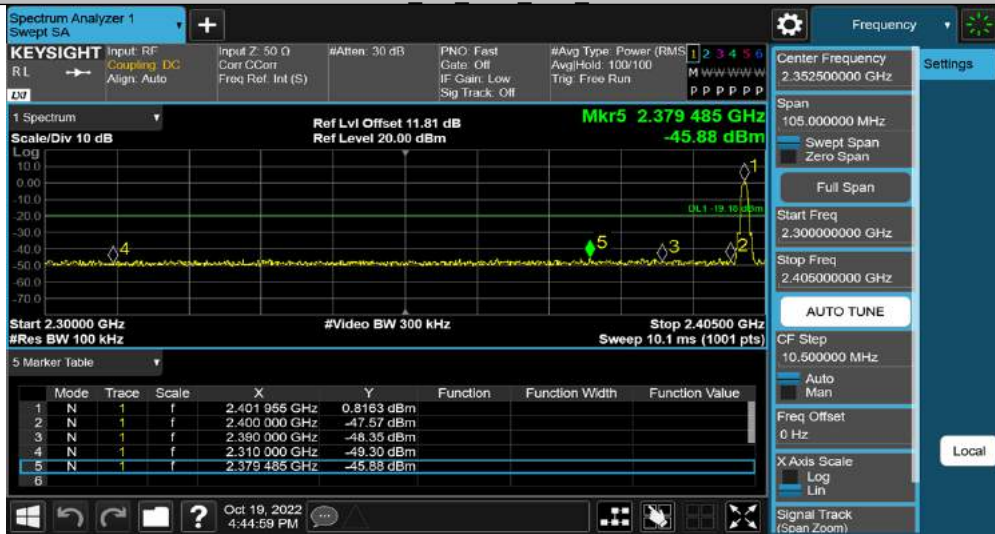 Spectrum Analyzer 1
Swept SA
Frequency
KEYSIGHT
Input: RF
Input Z: 50 Ω
#Atten: 30 dB
PNO: Fast
#Avg Type: Power (RMS
1 2 3 4 5 6
RL
Coupling: DC
Corr CCorr
Gate: Off
Avg|Hold: 100/100
M W W W W W
Align: Auto
Freq Ref: Int (S)
IF Gain: Low
Trig: Free Run
Sig Track: Off
P P P P P P
LXI
Center Frequency
2.352500000 GHz
Settings
Span
105.000000 MHz
Swept Span
Zero Span
Full Span
Start Freq
2.300000000 GHz
Stop Freq
2.405000000 GHz
AUTO TUNE
CF Step
10.500000 MHz
Auto
Man
Freq Offset
0 Hz
X Axis Scale
Log
Lin
Local
Signal Track
(Span Zoom)
1 Spectrum
Scale/Div 10 dB
Ref Lvl Offset 11.81 dB
Ref Level 20.00 dBm
Mkr5 2.379 485 GHz
-45.88 dBm
Log
10.0
0.00
-10.0
-20.0
-30.0
-40.0
-50.0
-60.0
-70.0
1
DL1 -19.18 dBm
4
5
3
2
Start 2.30000 GHz
#Video BW 300 kHz
Stop 2.40500 GHz
#Res BW 100 kHz
Sweep 10.1 ms (1001 pts)
5 Marker Table
Mode Trace Scale X Y Function Function Width Function Value
1 N 1 f 2.401 955 GHz 0.8163 dBm
2 N 1 f 2.400 000 GHz -47.57 dBm
3 N 1 f 2.390 000 GHz -48.35 dBm
4 N 1 f 2.310 000 GHz -49.30 dBm
5 N 1 f 2.379 485 GHz -45.88 dBm
6
?
Oct 19, 2022
4:44:59 PM